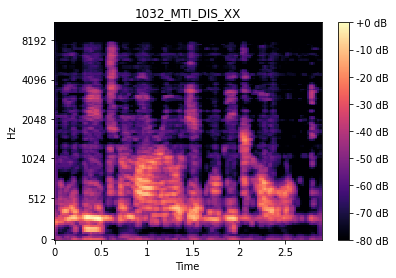 1032_MTI_DIS_XX
+0 dB
8192
-10 dB
4096
-20 dB
-30 dB
2048
Hz
-40 dB
1024
-50 dB
512
-60 dB
-70 dB
0
-80 dB
0 0.5 1 1.5 2 2.5
Time